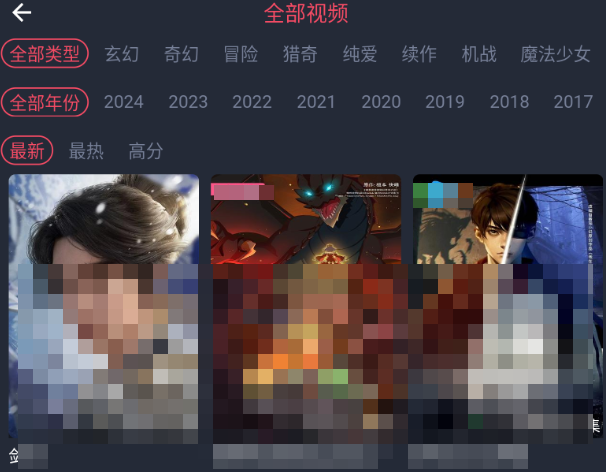 全部视频
全部类型 玄幻 奇幻 冒险 猎奇 纯爱 续作 机战 魔法少女
全部年份 2024 2023 2022 2021 2020 2019 2018 2017
最新 最热 高分